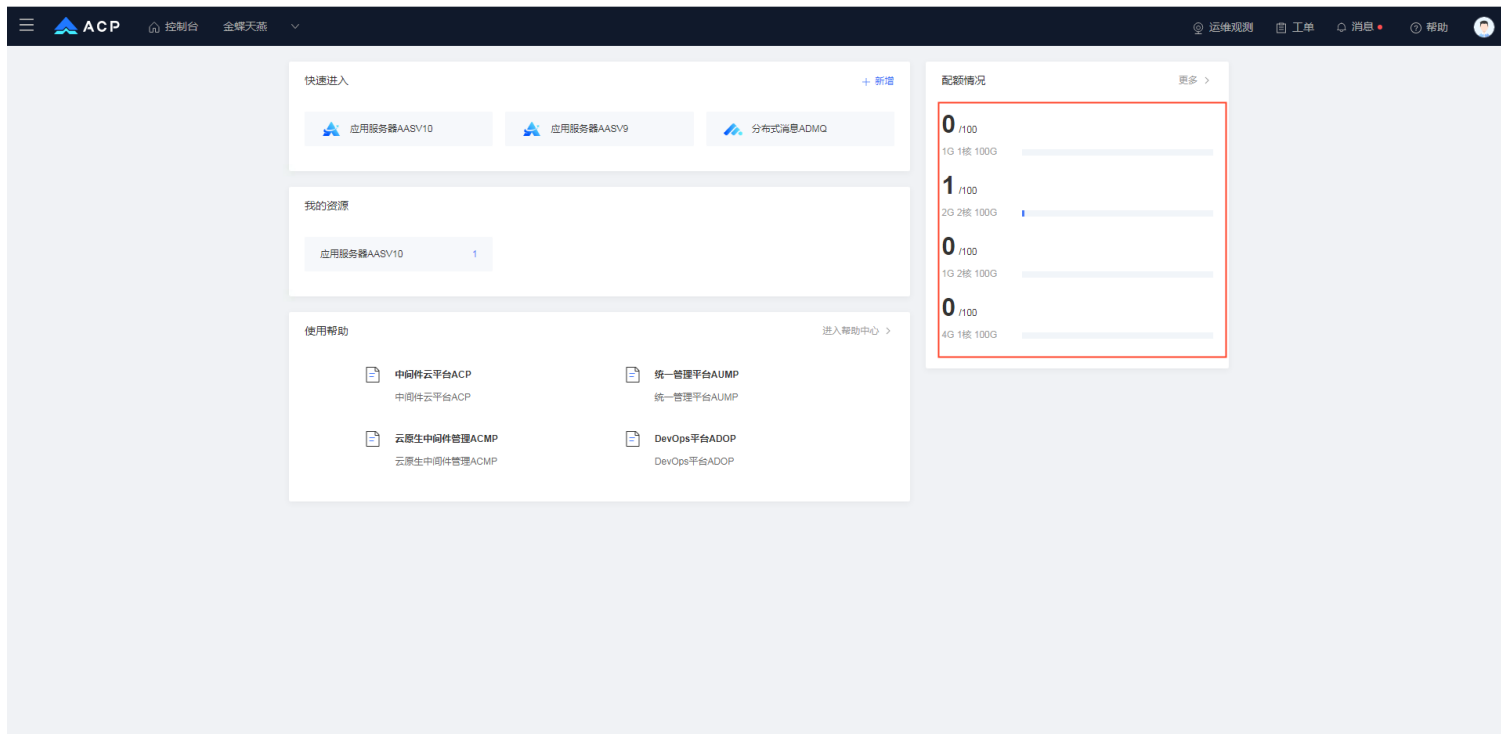 ACP 控制台 金蝶天燕 运维观测 工单 消息 帮助
快速进入 + 新增
应用服务器AASV10 应用服务器AASV9 分布式消息ADMQ
我的资源
应用服务器AASV10 1
使用帮助 进入帮助中心 >
中间件云平台ACP 统一管理平台AUMP
中间件云平台ACP 统一管理平台AUMP
云原生中间件管理ACMP DevOps平台ADOP
云原生中间件管理ACMP DevOps平台ADOP
配额情况 更多 >
0 /100
1G 1核 100G
1 /100
2G 2核 100G
0 /100
1G 2核 100G
0 /100
4G 1核 100G